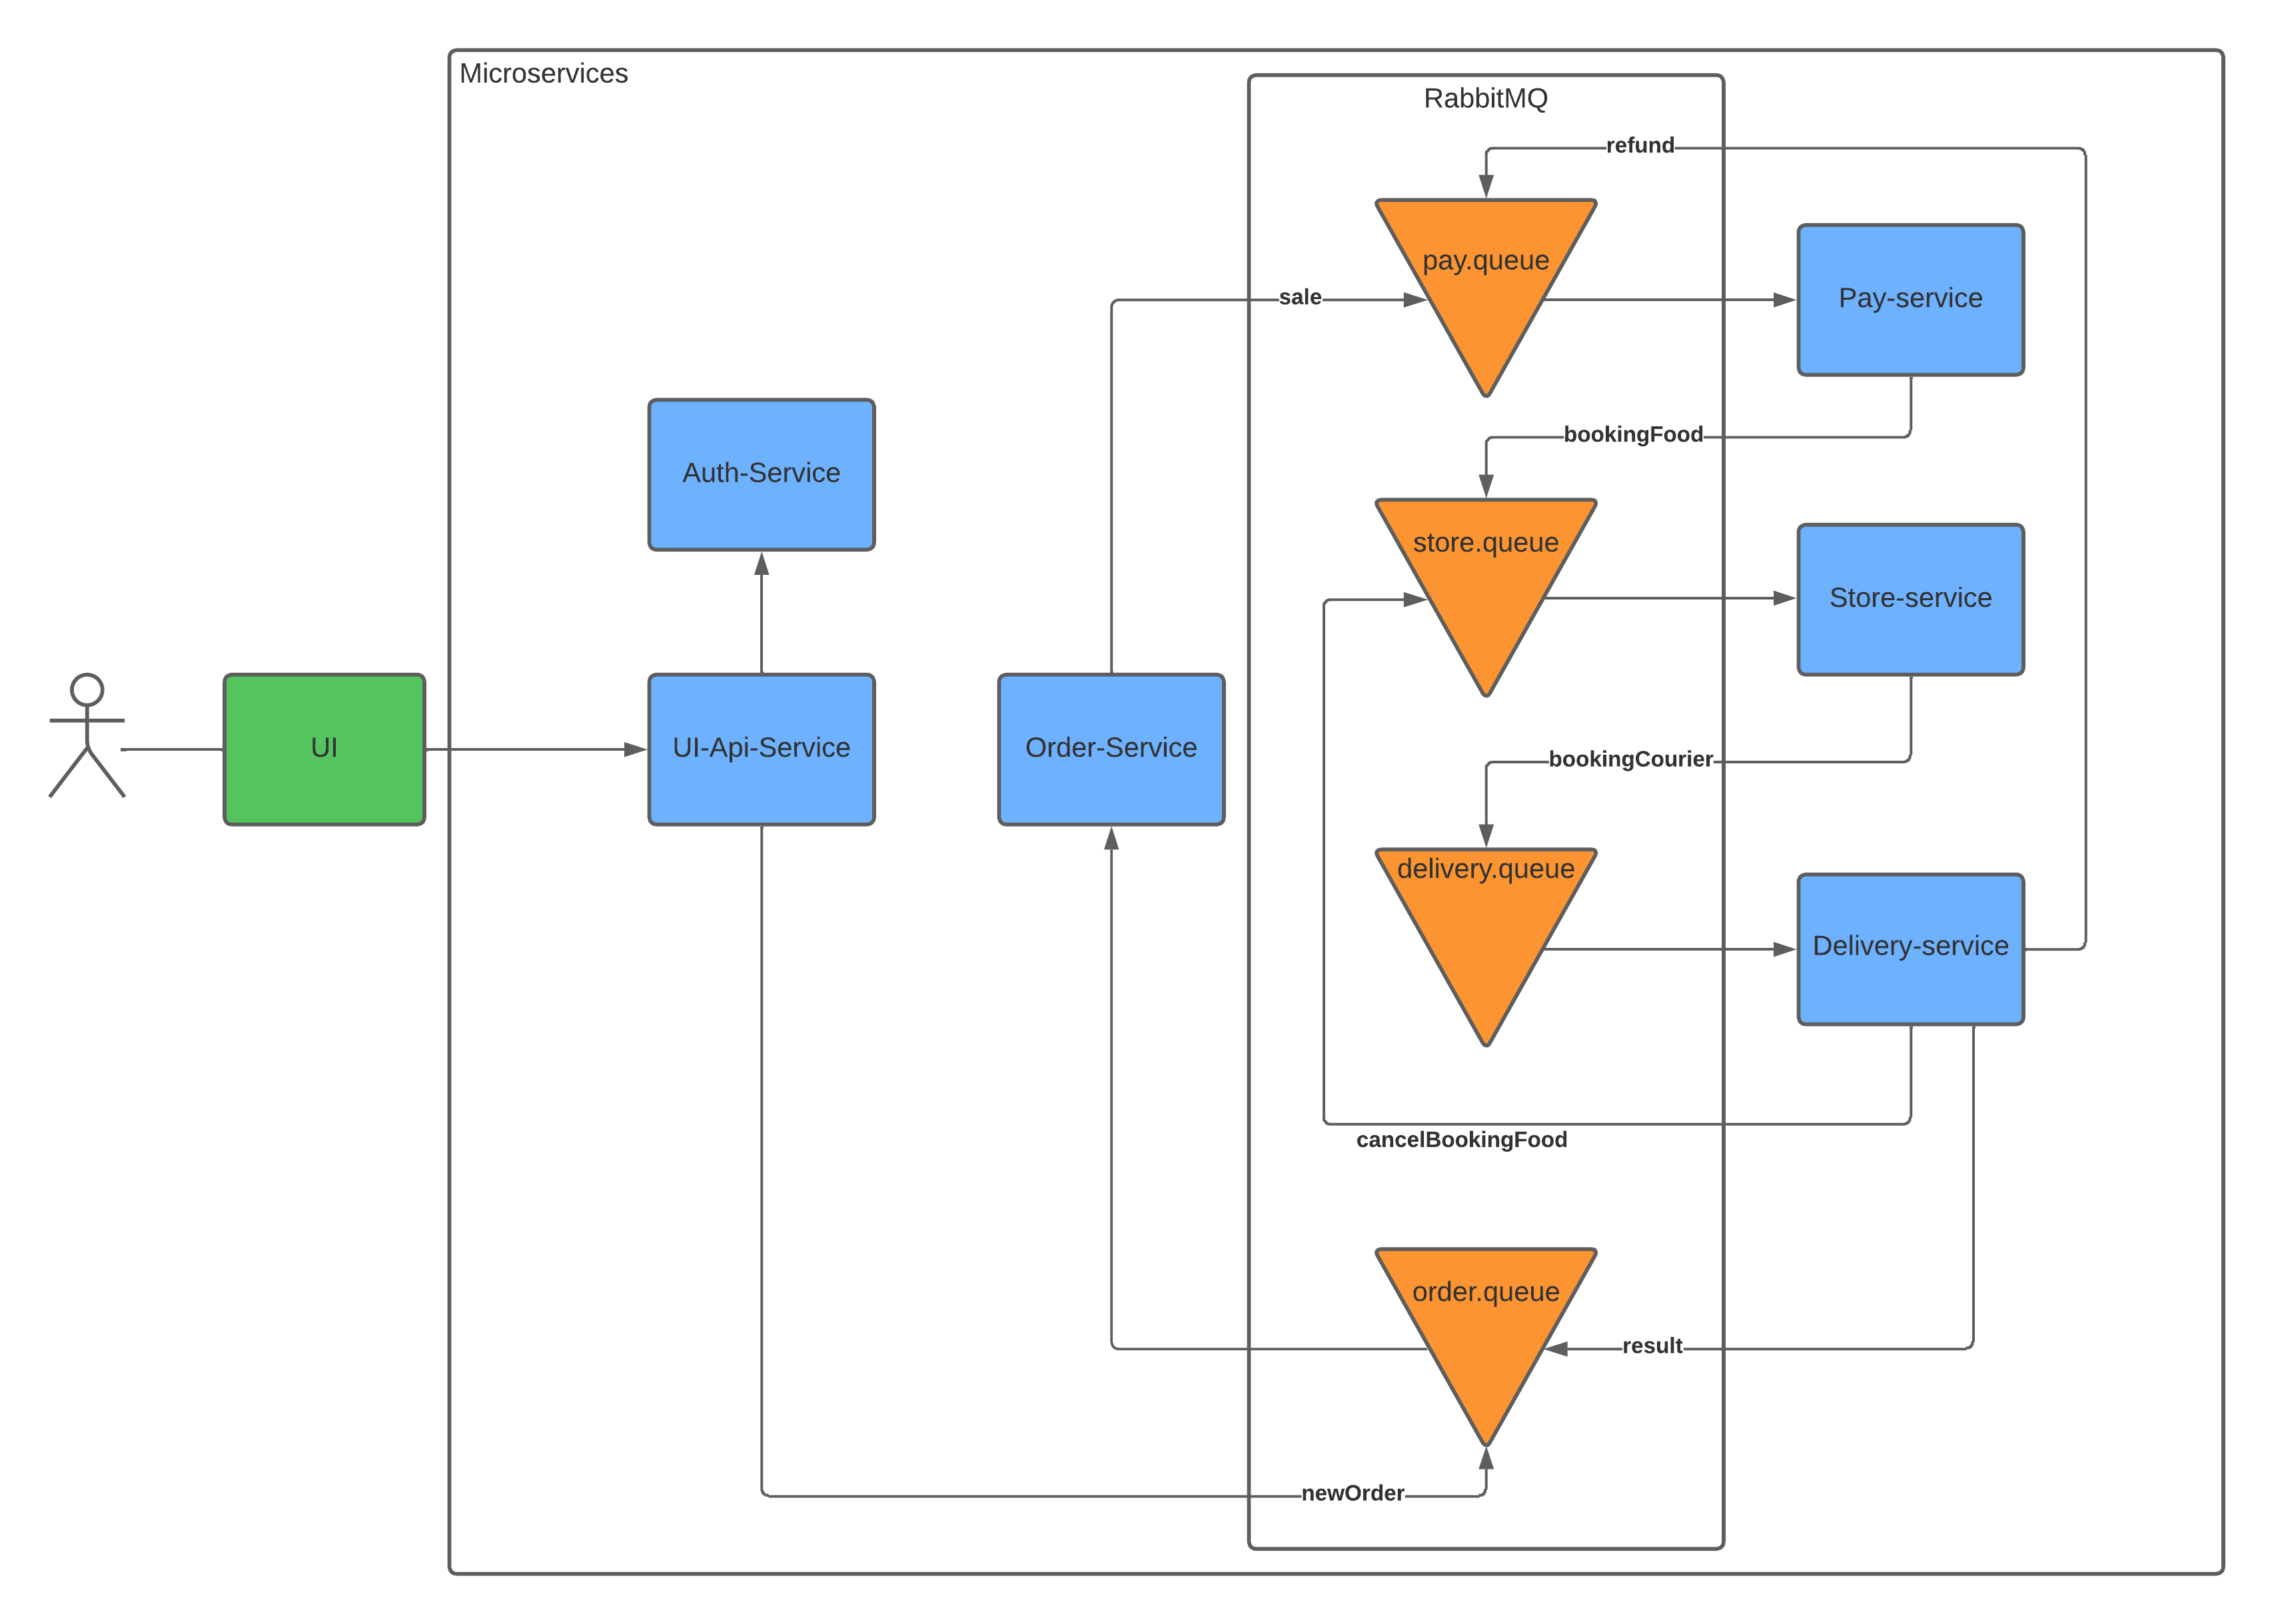 Microservices
RabbitMQ
refund
pay.queue
sale
Pay-service
bookingFood
Auth-Service
store.queue
Store-service
UI
UI-Api-Service
Order-Service
bookingCourier
delivery.queue
Delivery-service
cancelBookingFood
order.queue
result
newOrder